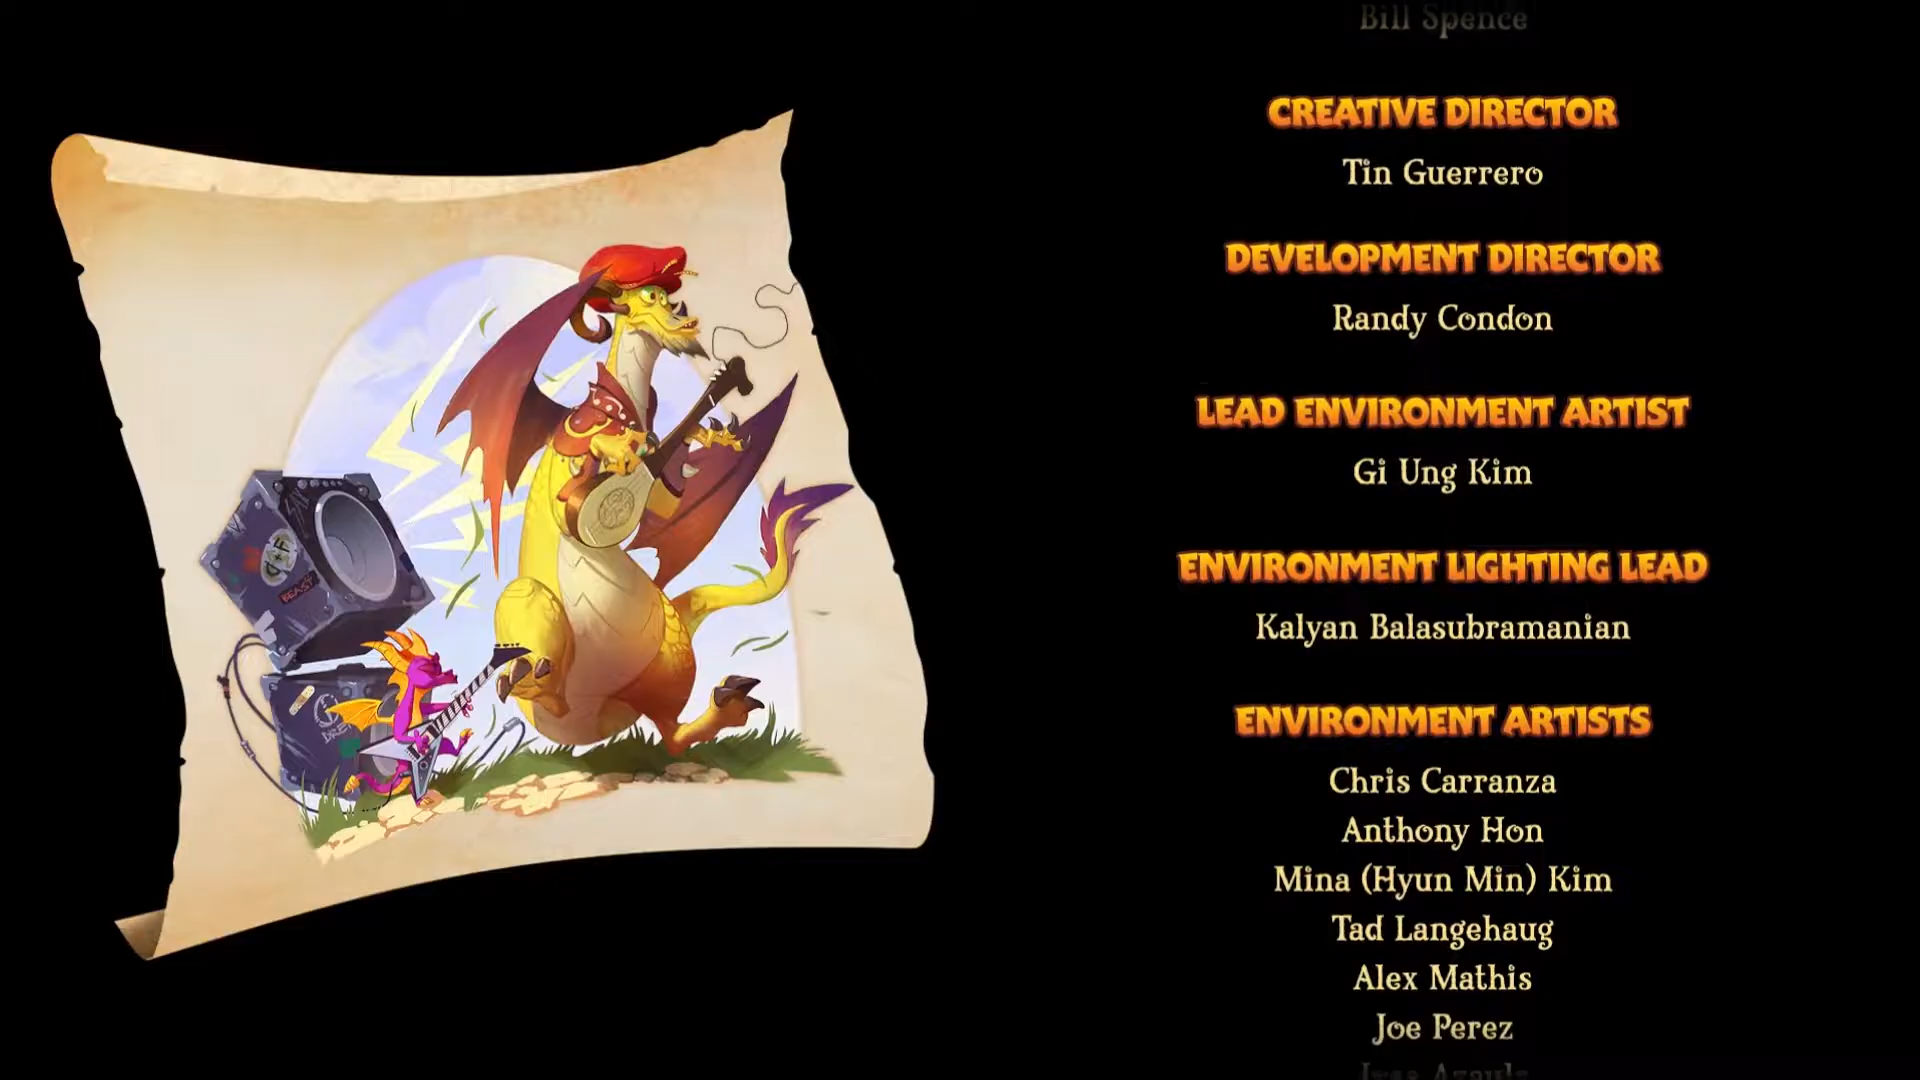 Bill Spence
CREATIVE DIRECTOR
Tin Guerrero
DEVELOPMENT DIRECTOR
Randy Condon
LEAD ENVIRONMENT ARTIST
Gi Ung Kim
ENVIRONMENT LIGHTING LEAD
Kalyan Balasubramanian
ENVIRONMENT ARTISTS
Chris Carranza
Anthony Hon
Mina (Hyun Min) Kim
Tad Langehaug
Alex Mathis
Joe Perez
BEAST